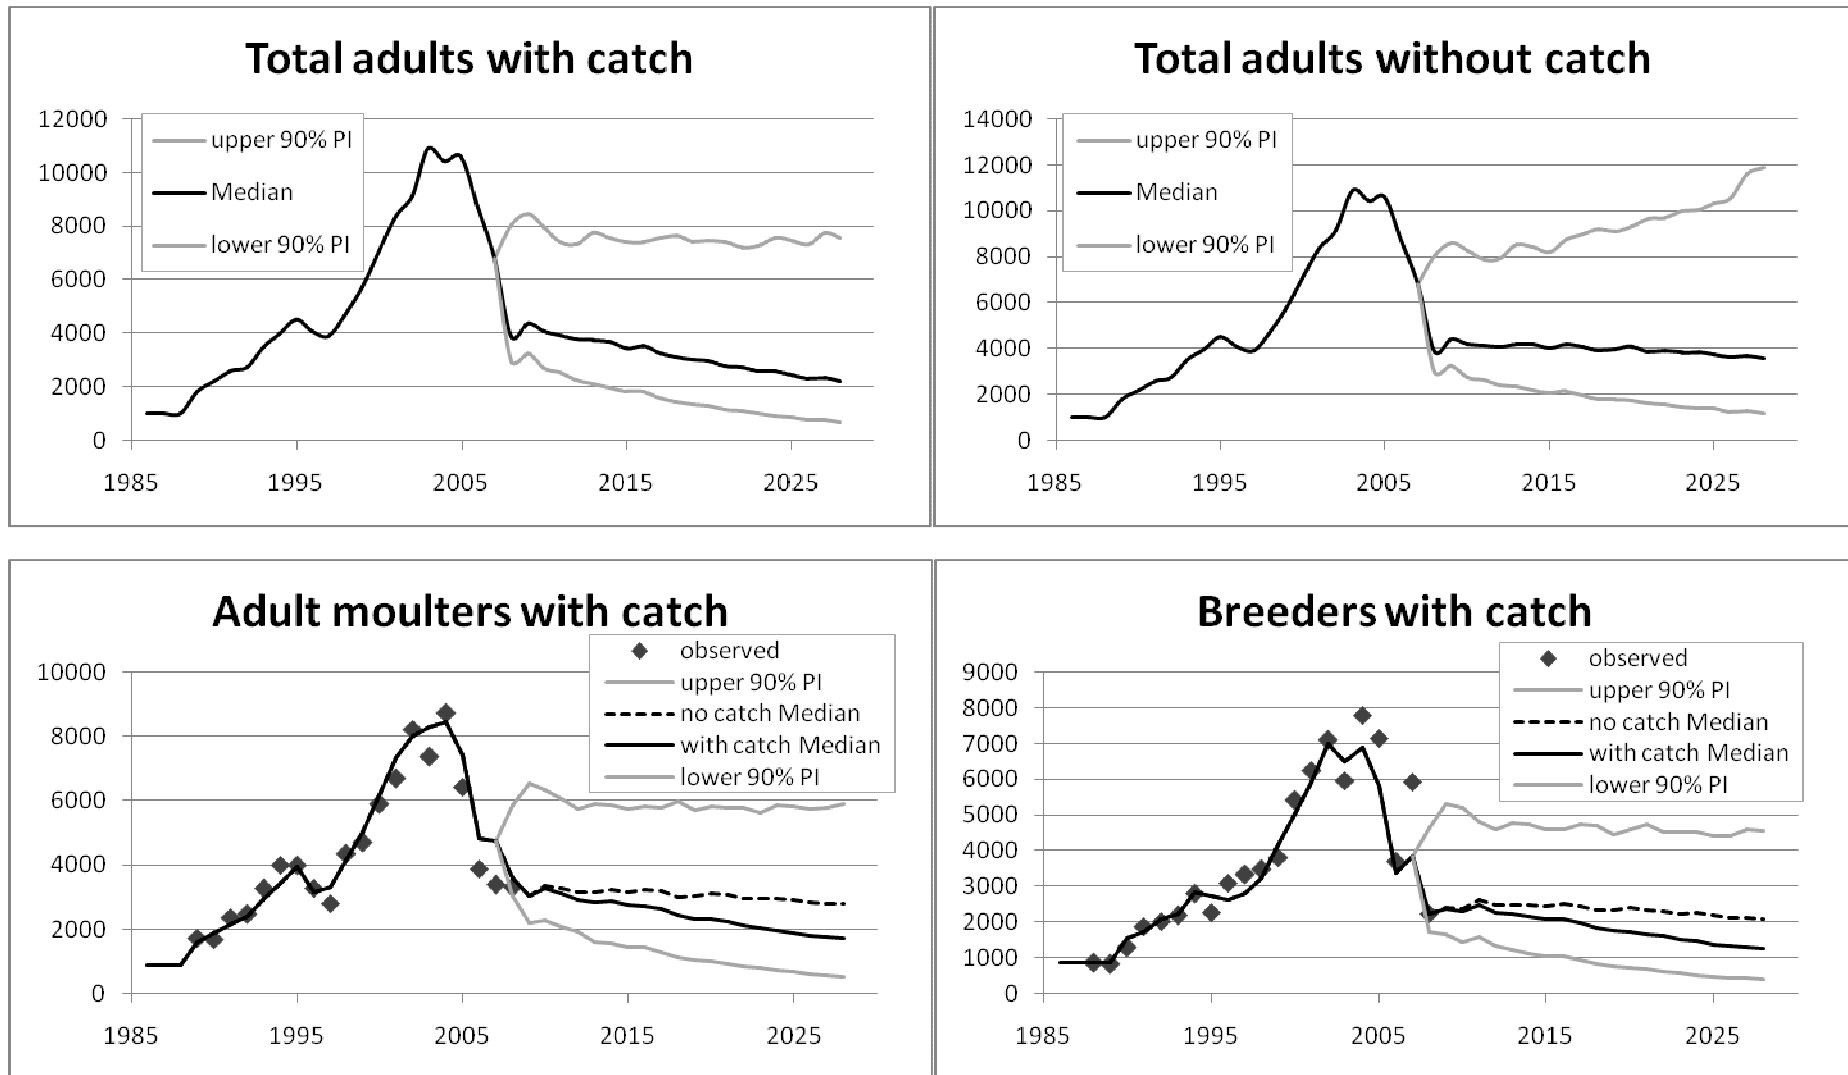 Total adults with catch
12000
10000
8000
6000
4000
2000
0
upper 90% PI
Median
lower 90% PI
1985
1995
2005
2015
2025
Total adults without catch
14000
12000
10000
8000
6000
4000
2000
0
upper 90% PI
Median
lower 90% PI
1985
1995
2005
2015
2025
Adult moulters with catch
observed
upper 90% PI
no catch Median
with catch Median
lower 90% PI
10000
8000
6000
4000
2000
0
1985
1995
2005
2015
2025
Breeders with catch
observed
upper 90% PI
no catch Median
with catch Median
lower 90% PI
9000
8000
7000
6000
5000
4000
3000
2000
1000
0
1985
1995
2005
2015
2025